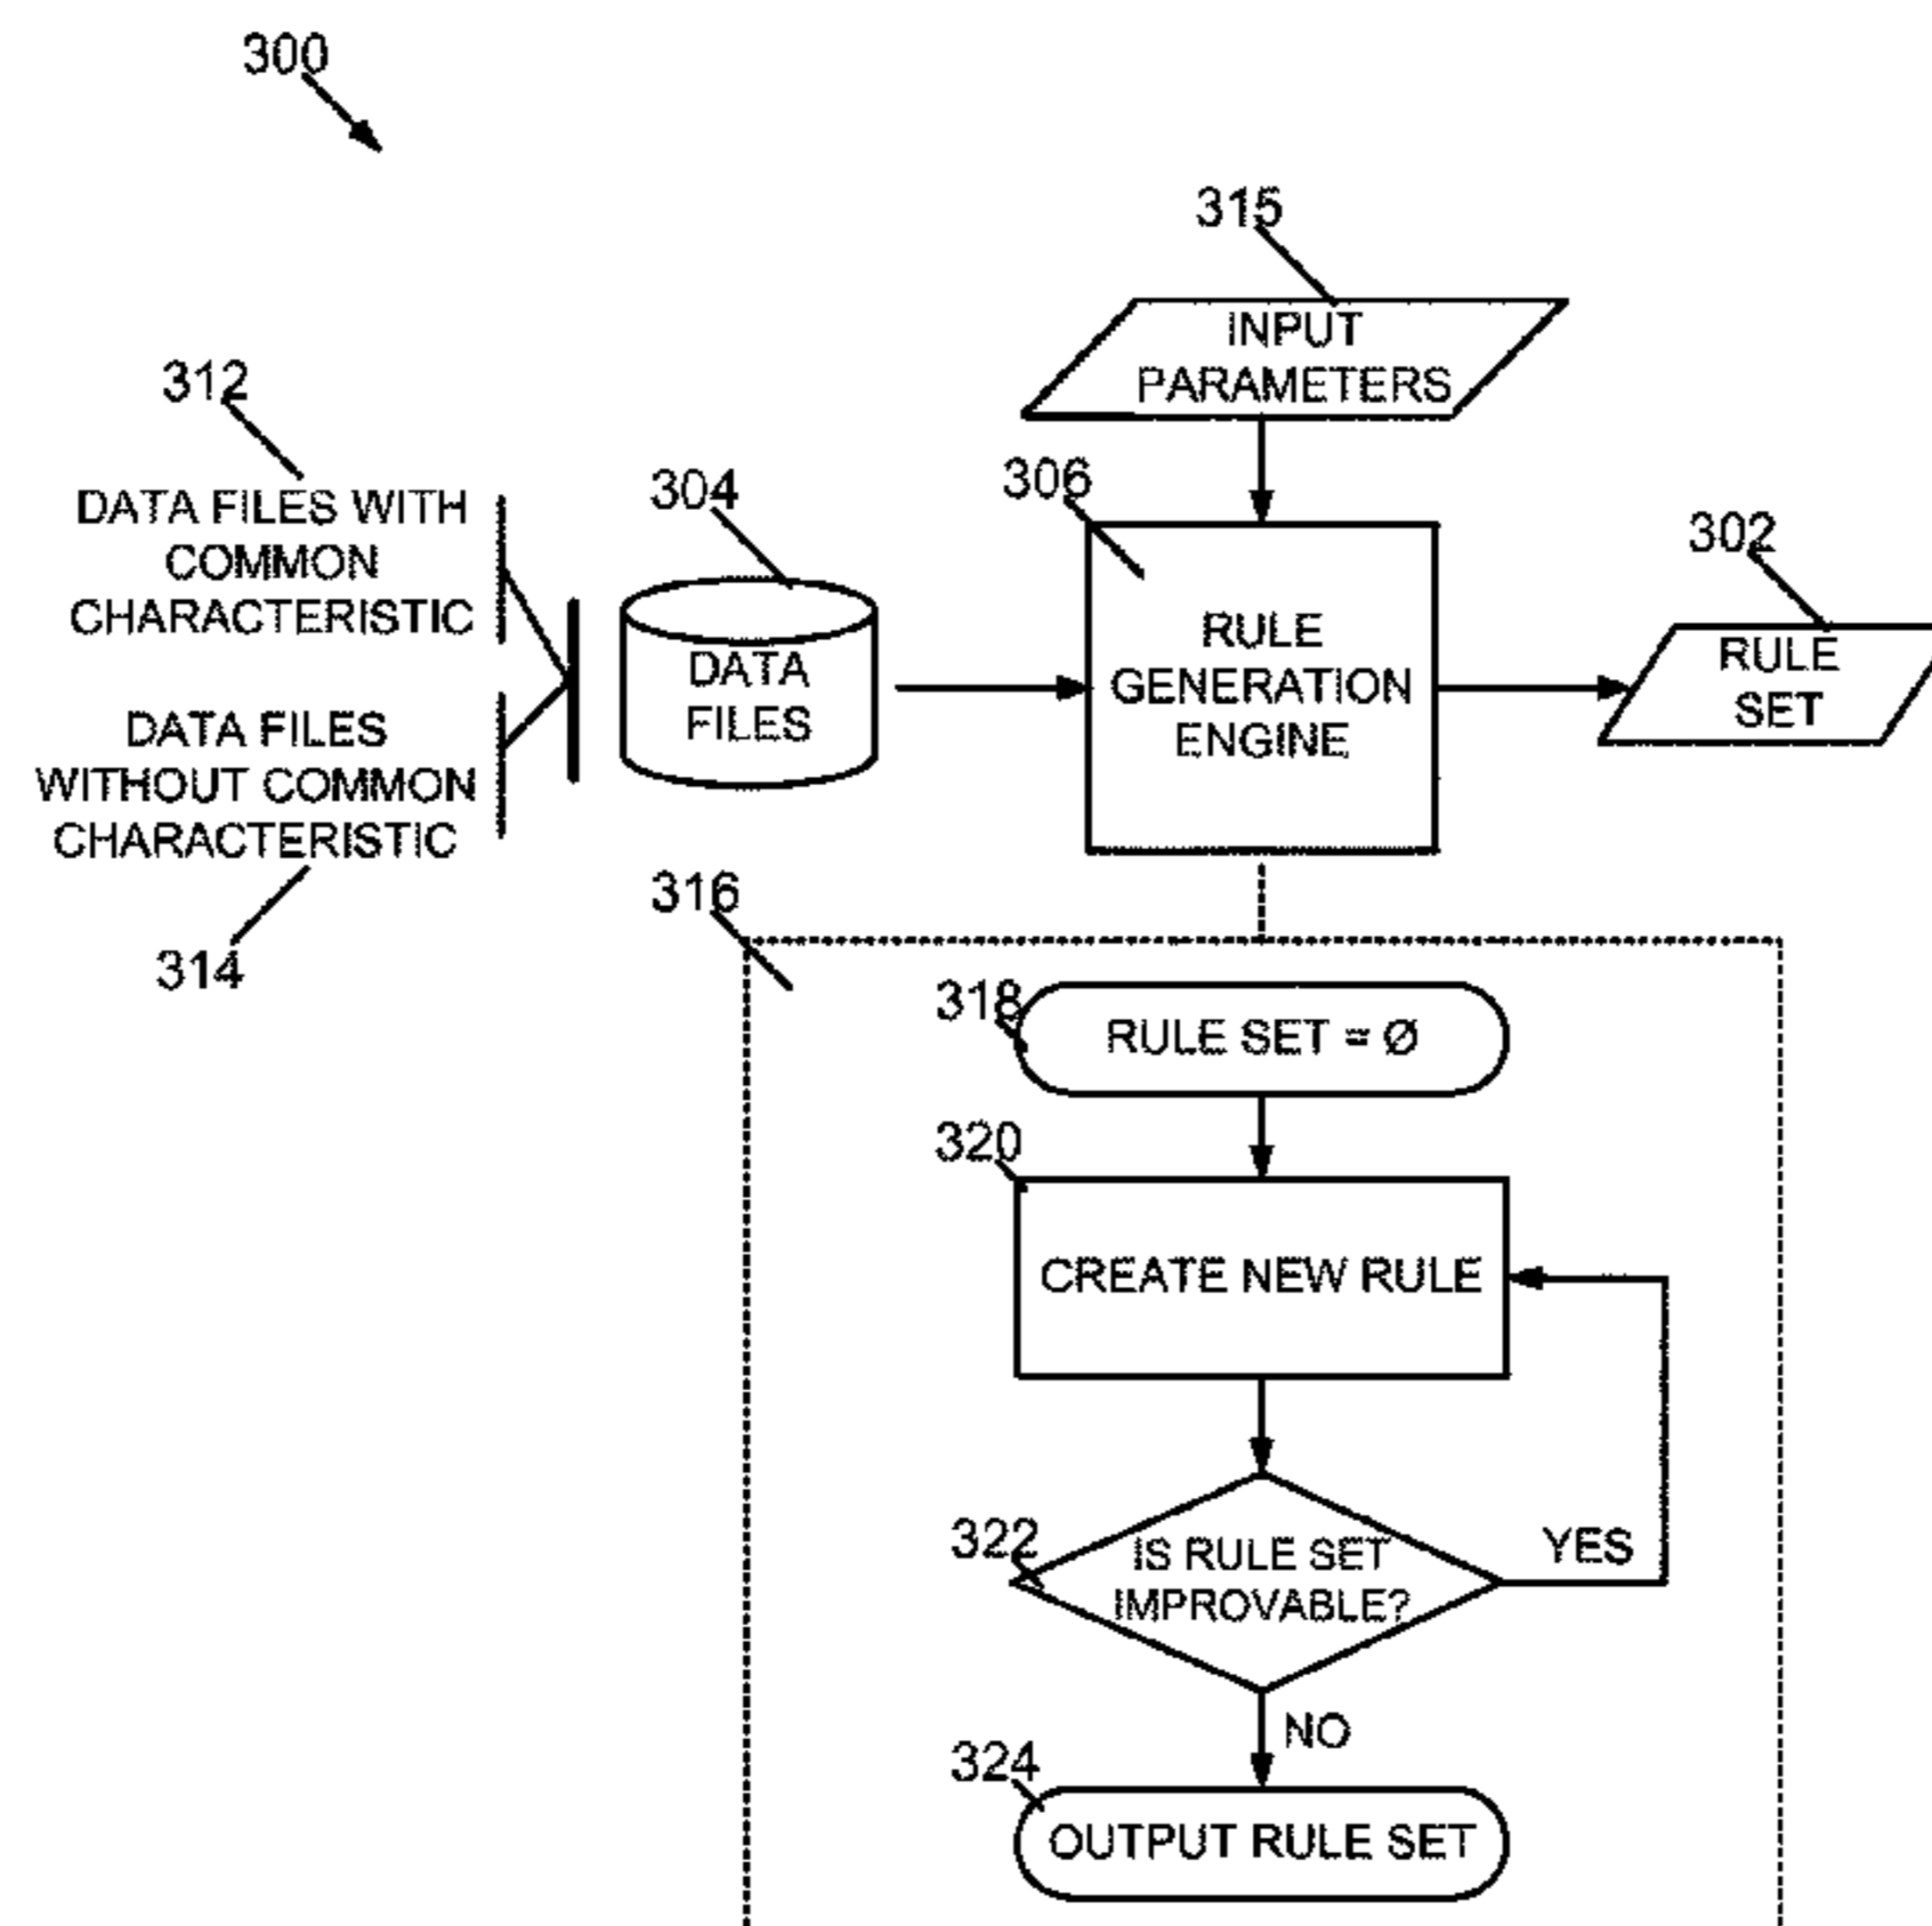 300
315
INPUT
PARAMETERS
312
DATA FILES WITH
COMMON
CHARACTERISTIC
304
DATA
FILES
306
RULE
GENERATION
ENGINE
302
RULE
SET
DATA FILES
WITHOUT COMMON
CHARACTERISTIC
314
316
318
RULE SET = Ø
320
CREATE NEW RULE
322
IS RULE SET
IMPROVABLE?
YES
NO
324
OUTPUT RULE SET